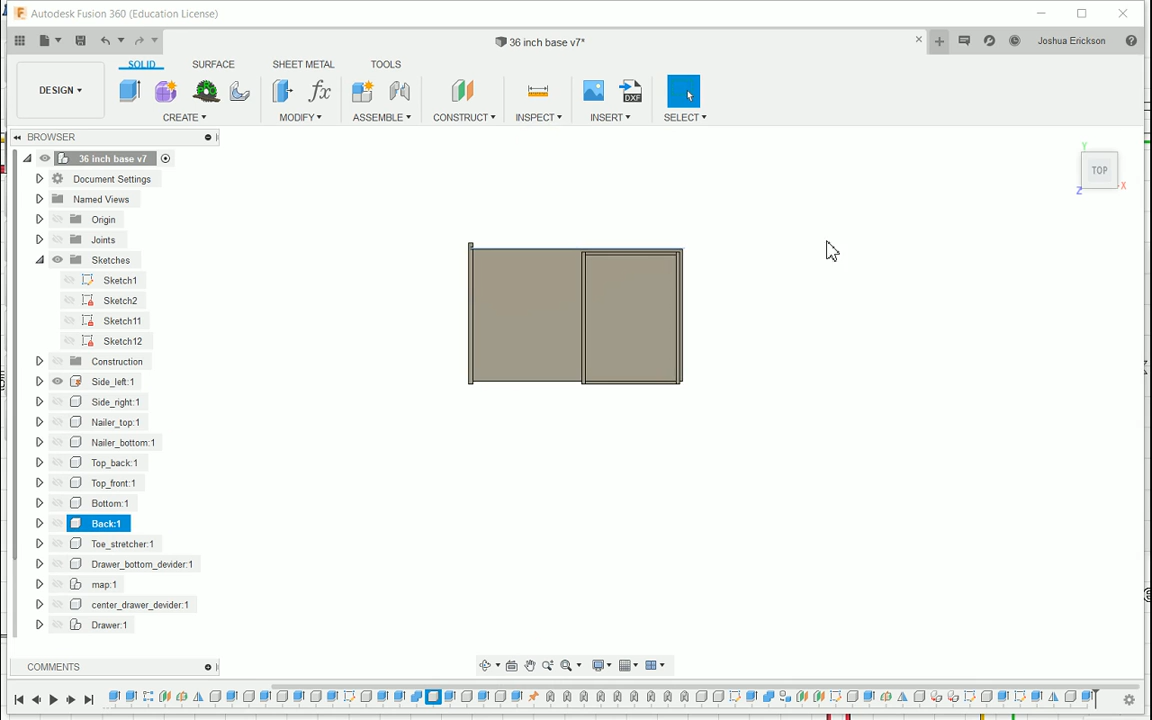 Autodesk Fusion 360 (Education License)
36 inch base v7*
Joshua Erickson
SOLID SURFACE SHEET METAL TOOLS
DESIGN
CREATE MODIFY ASSEMBLE CONSTRUCT INSPECT INSERT SELECT
fx
DXF
BROWSER
36 inch base v7
Document Settings
Named Views
Origin
Joints
Sketches
Sketch1
Sketch2
Sketch11
Sketch12
Construction
Side_left:1
Side_right:1
Nailer_top:1
Nailer_bottom:1
Top_back:1
Top_front:1
Bottom:1
Back:1
Toe_stretcher:1
Drawer_bottom_devider:1
map:1
center_drawer_devider:1
Drawer:1
Y
TOP
Z X
COMMENTS